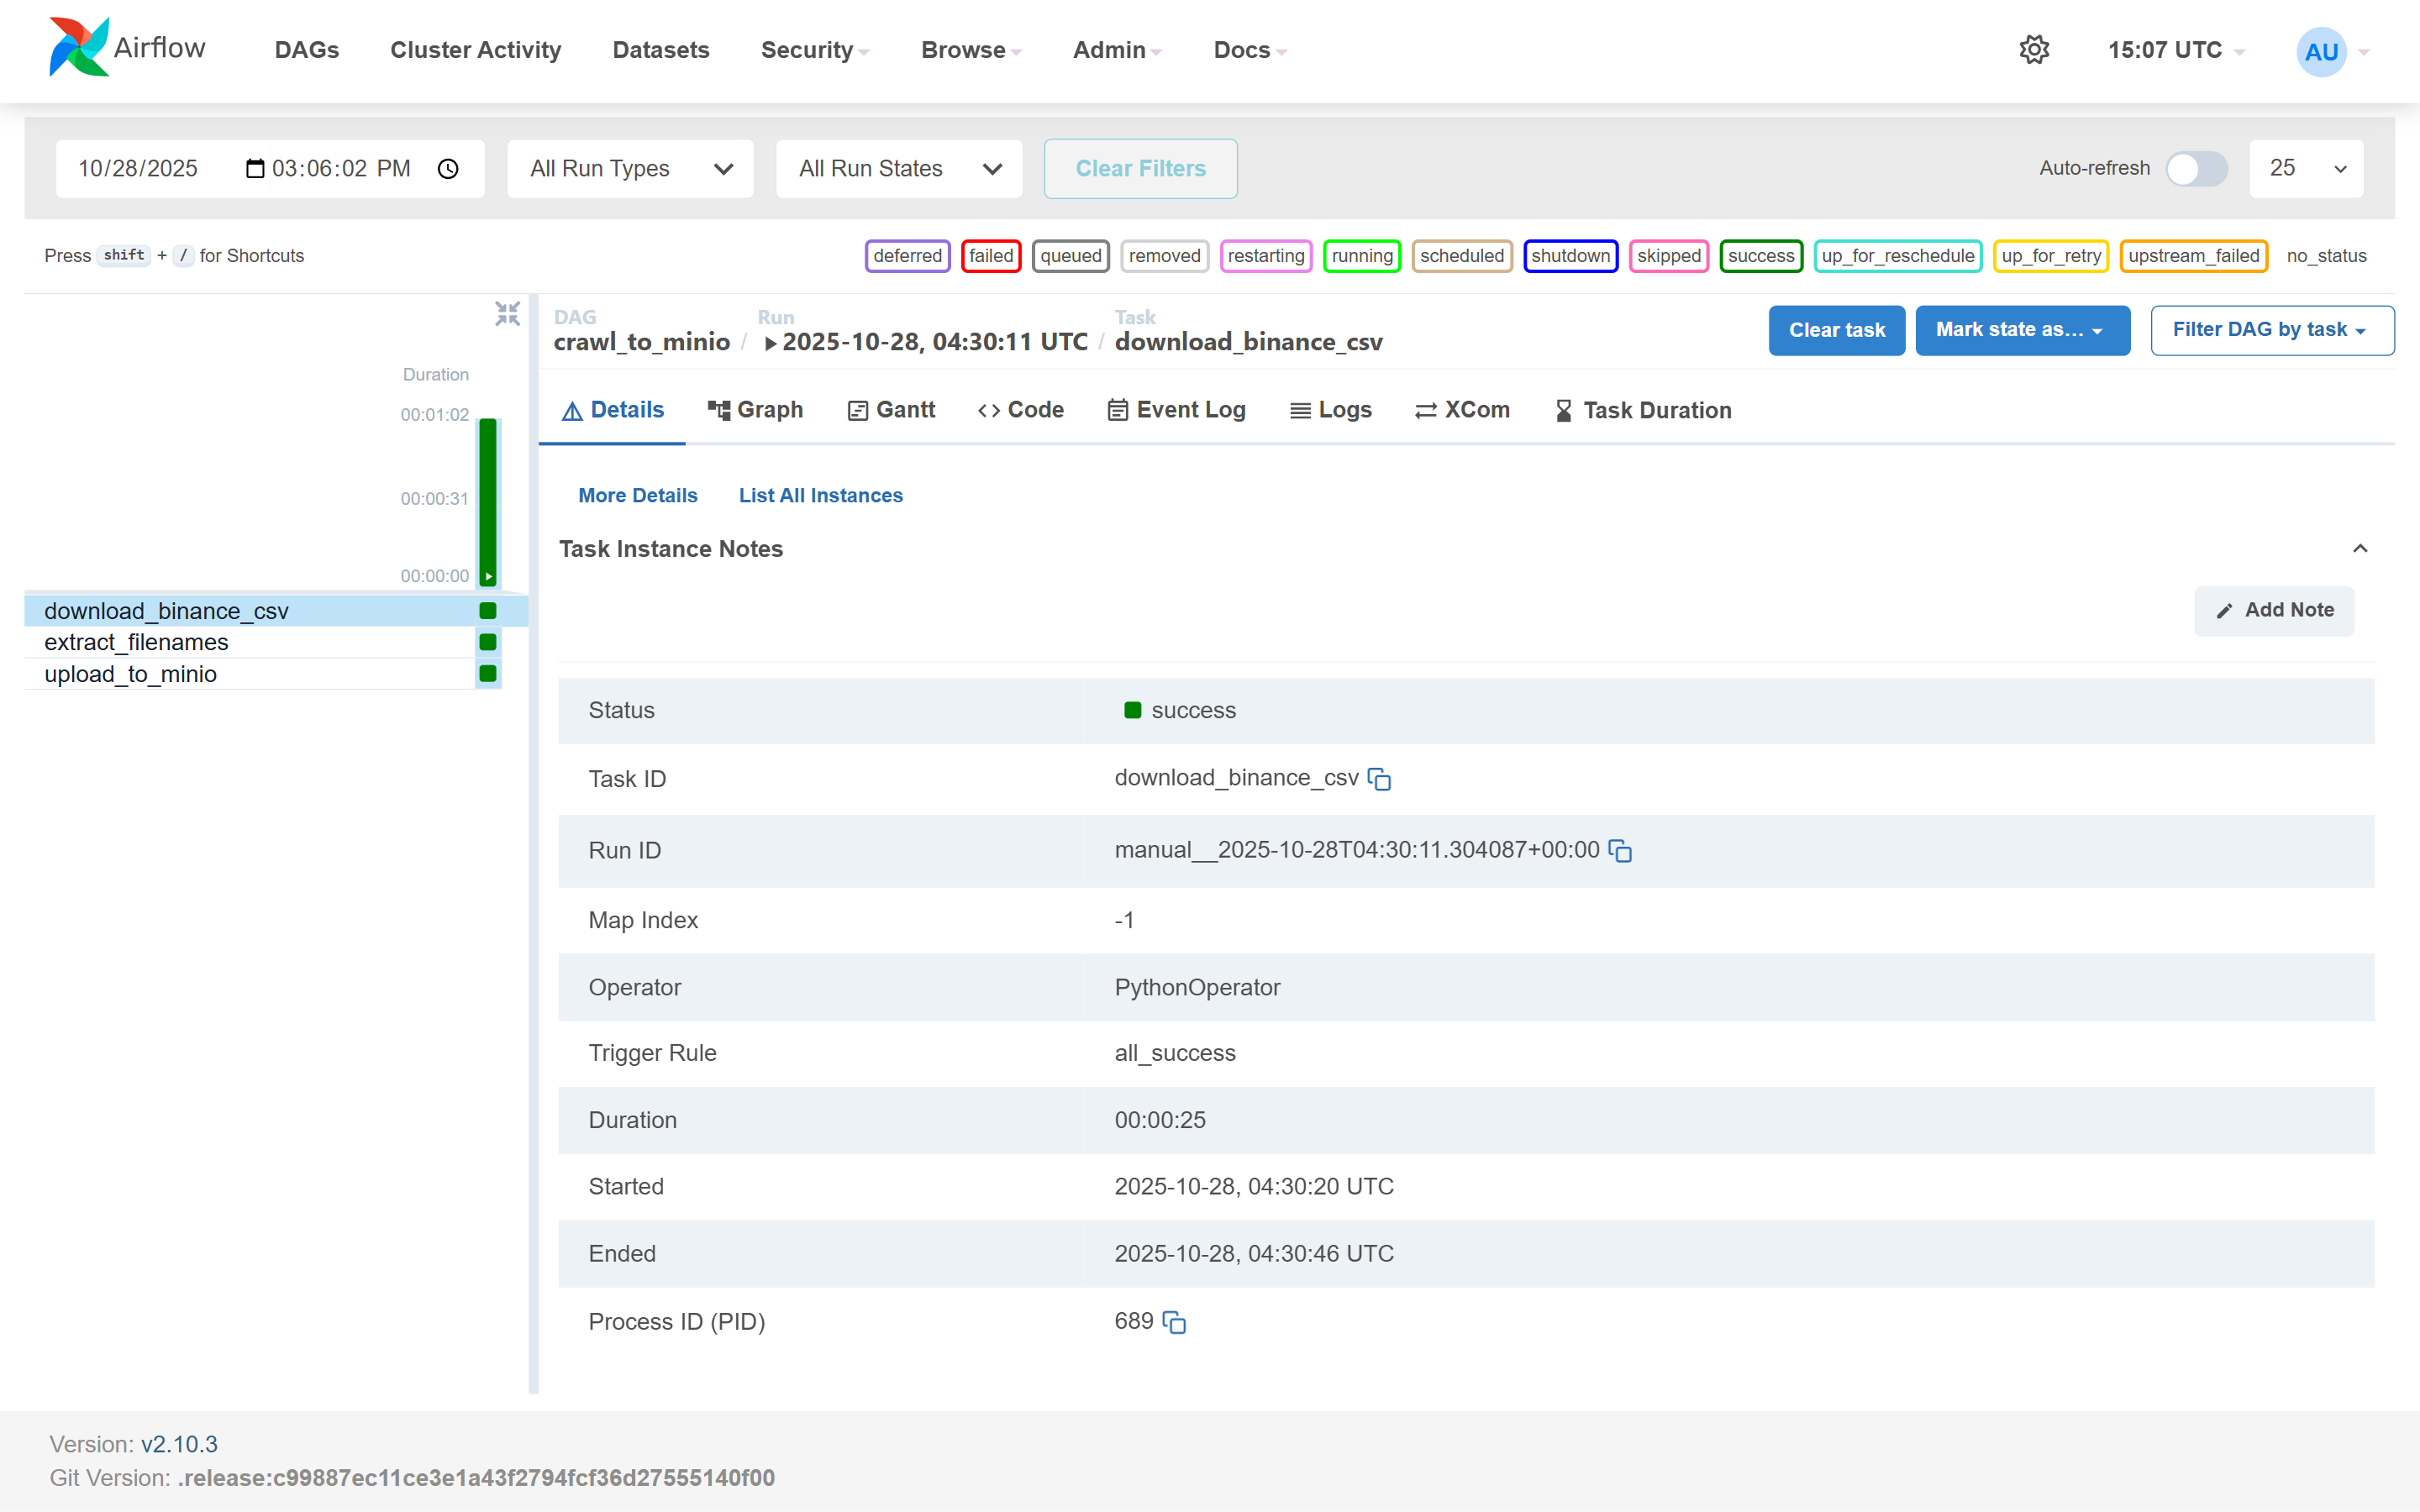 Airflow DAGs Cluster Activity Datasets Security Browse Admin Docs 15:07 UTC AU
10/28/2025 03:06:02 PM All Run Types All Run States Clear Filters Auto-refresh 25
Press shift + / for Shortcuts deferred failed queued removed restarting running scheduled shutdown skipped success up_for_reschedule up_for_retry upstream_failed no_status
DAG Run Task
crawl_to_minio / 2025-10-28, 04:30:11 UTC / download_binance_csv
Clear task Mark state as... Filter DAG by task
Duration
00:01:02
00:00:31
00:00:00
download_binance_csv
extract_filenames
upload_to_minio
Details Graph Gantt Code Event Log Logs XCom Task Duration
More Details List All Instances
Task Instance Notes
Add Note
Status success
Task ID download_binance_csv
Run ID manual__2025-10-28T04:30:11.304087+00:00
Map Index -1
Operator PythonOperator
Trigger Rule all_success
Duration 00:00:25
Started 2025-10-28, 04:30:20 UTC
Ended 2025-10-28, 04:30:46 UTC
Process ID (PID) 689
Version: v2.10.3
Git Version: .release:c99887ec11ce3e1a43f2794fcf36d27555140f00